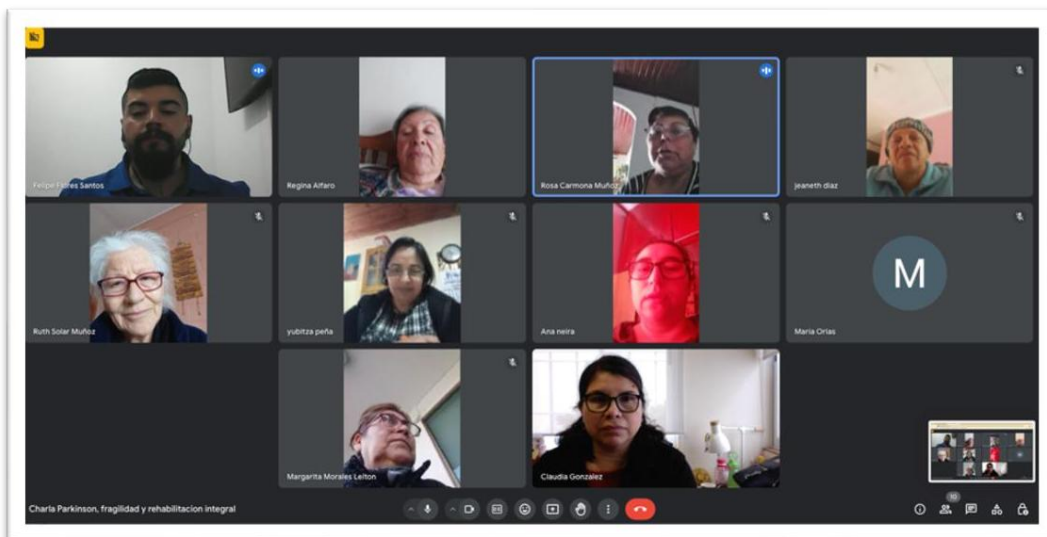 Felipe Flores Santos
Regina Alfaro
Rosa Carmona Muñoz
jeaneth diaz
Ruth Solar Muñoz
yubitza peña
Ana neira
M
Maria Orias
Margarita Morales Leiton
Claudia Gonzalez
Charla Parkinson, fragilidad y rehabilitacion integral
10